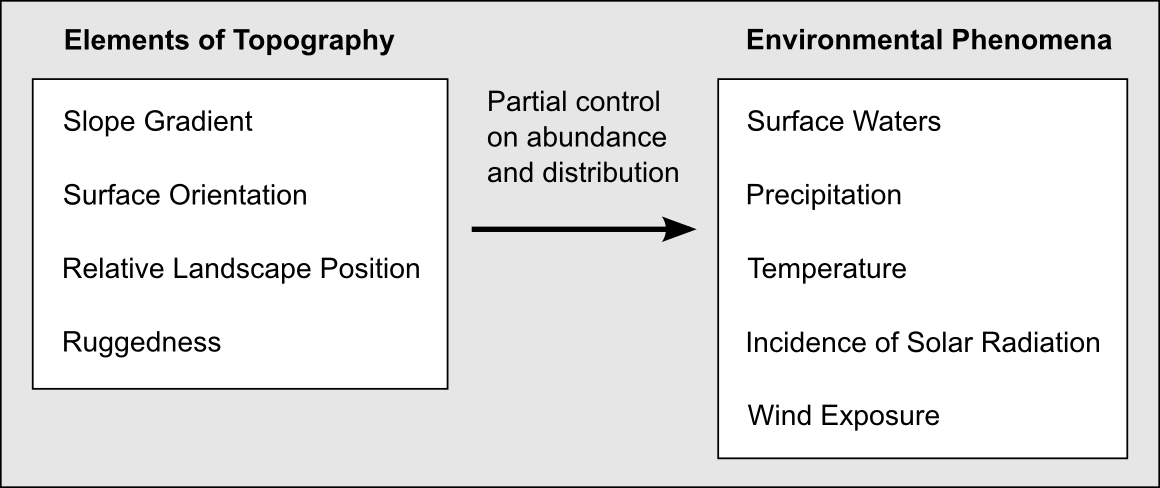 Elements of Topography
Slope Gradient
Surface Orientation
Relative Landscape Position
Ruggedness
Partial control
on abundance
and distribution
Environmental Phenomena
Surface Waters
Precipitation
Temperature
Incidence of Solar Radiation
Wind Exposure